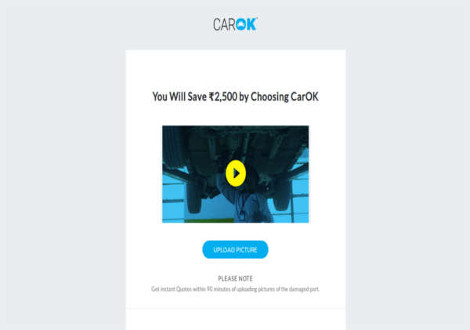 CAROK
You Will Save ₹2,500 by Choosing CarOK
UPLOAD PICTURE
PLEASE NOTE
Get instant Quotes within 90 minutes of uploading pictures of the damaged part.